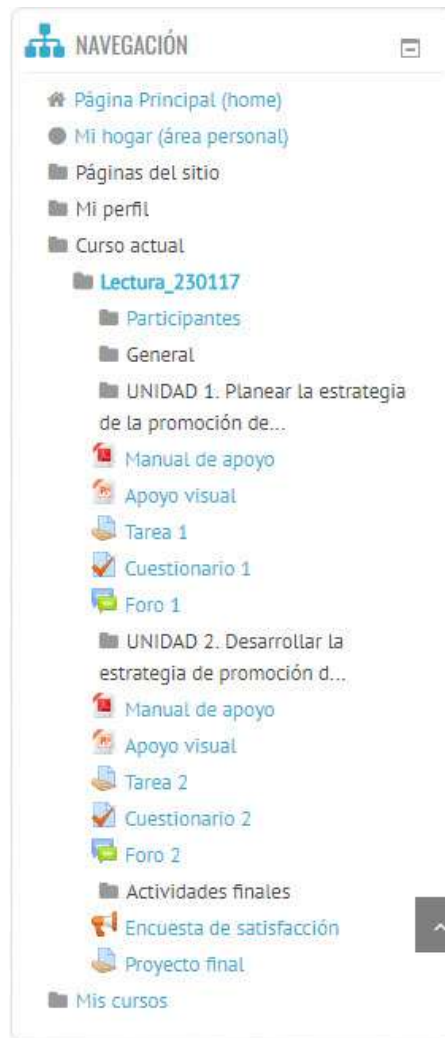 NAVEGACIÓN
Página Principal (home)
Mi hogar (área personal)
Páginas del sitio
Mi perfil
Curso actual
Lectura_230117
Participantes
General
UNIDAD 1. Planear la estrategia
de la promoción de...
Manual de apoyo
Apoyo visual
Tarea 1
Cuestionario 1
Foro 1
UNIDAD 2. Desarrollar la
estrategia de promoción d...
Manual de apoyo
Apoyo visual
Tarea 2
Cuestionario 2
Foro 2
Actividades finales
Encuesta de satisfacción
Proyecto final
Mis cursos